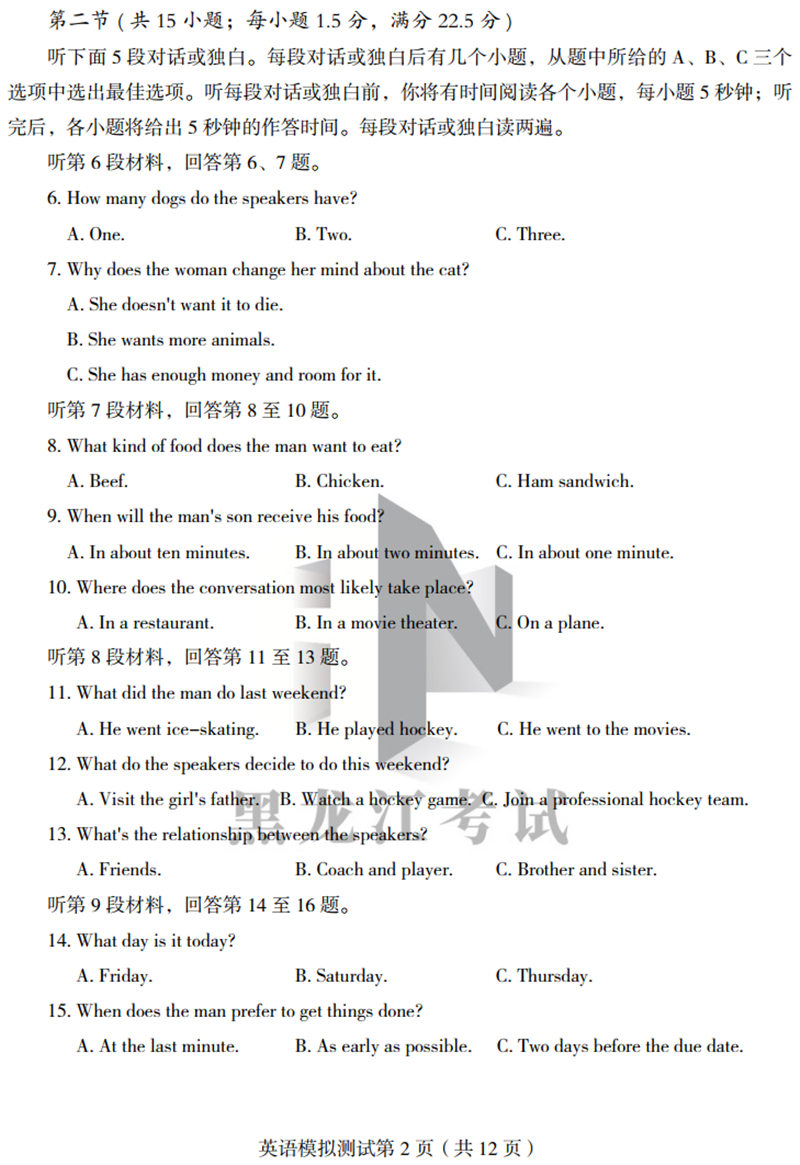 第二节（共 15 小题；每小题 1.5 分，满分 22.5 分）
听下面 5 段对话或独白。每段对话或独白后有几个小题，从题中所给的 A、B、C 三个
选项中选出最佳选项。听每段对话或独白前，你将有时间阅读各个小题，每小题 5 秒钟；听
完后，各小题将给出 5 秒钟的作答时间。每段对话或独白读两遍。
听第 6 段材料，回答第 6、7 题。
6. How many dogs do the speakers have?
A. One. B. Two. C. Three.
7. Why does the woman change her mind about the cat?
A. She doesn't want it to die.
B. She wants more animals.
C. She has enough money and room for it.
听第 7 段材料，回答第 8 至 10 题。
8. What kind of food does the man want to eat?
A. Beef. B. Chicken. C. Ham sandwich.
9. When will the man's son receive his food?
A. In about ten minutes. B. In about two minutes. C. In about one minute.
10. Where does the conversation most likely take place?
A. In a restaurant. B. In a movie theater. C. On a plane.
听第 8 段材料，回答第 11 至 13 题。
11. What did the man do last weekend?
A. He went ice-skating. B. He played hockey. C. He went to the movies.
12. What do the speakers decide to do this weekend?
A. Visit the girl's father. B. Watch a hockey game. C. Join a professional hockey team.
黑龙江考试
13. What's the relationship between the speakers?
A. Friends. B. Coach and player. C. Brother and sister.
听第 9 段材料，回答第 14 至 16 题。
14. What day is it today?
A. Friday. B. Saturday. C. Thursday.
15. When does the man prefer to get things done?
A. At the last minute. B. As early as possible. C. Two days before the due date.
英语模拟测试第 2 页（共 12 页）